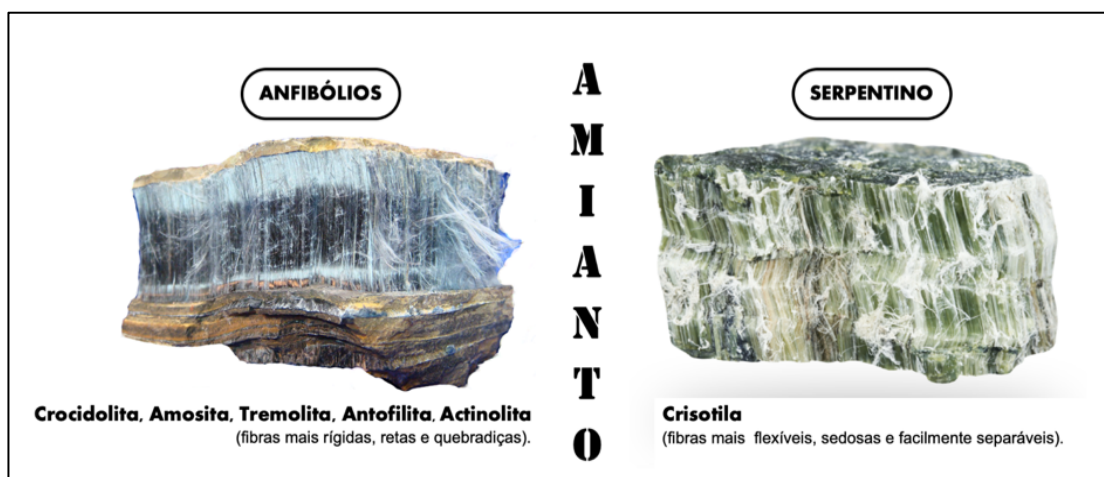 ANFIBÓLIOS
Crocidolita, Amosita, Tremolita, Antofilita, Actinolita
(fibras mais rígidas, retas e quebradiças).
AMIANTO
SERPENTINO
Crisotila
(fibras mais flexíveis, sedosas e facilmente separáveis).